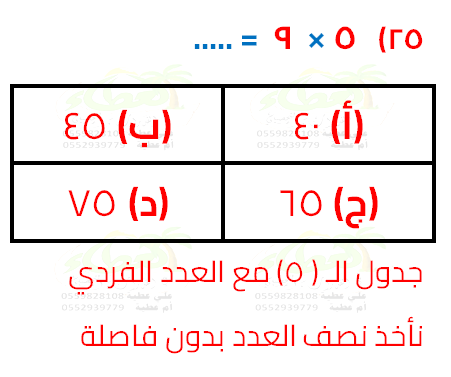 ٢٥) ٥ × ٩ = .....
(أ) ٤٠ (ب) ٤٥
(ج) ٦٥ (د) ٧٥
جدول الـ ( ٥) مع العدد الفردي
نأخذ نصف العدد بدون فاصلة
علي عطية 0559828108
أم عطية 0552939779